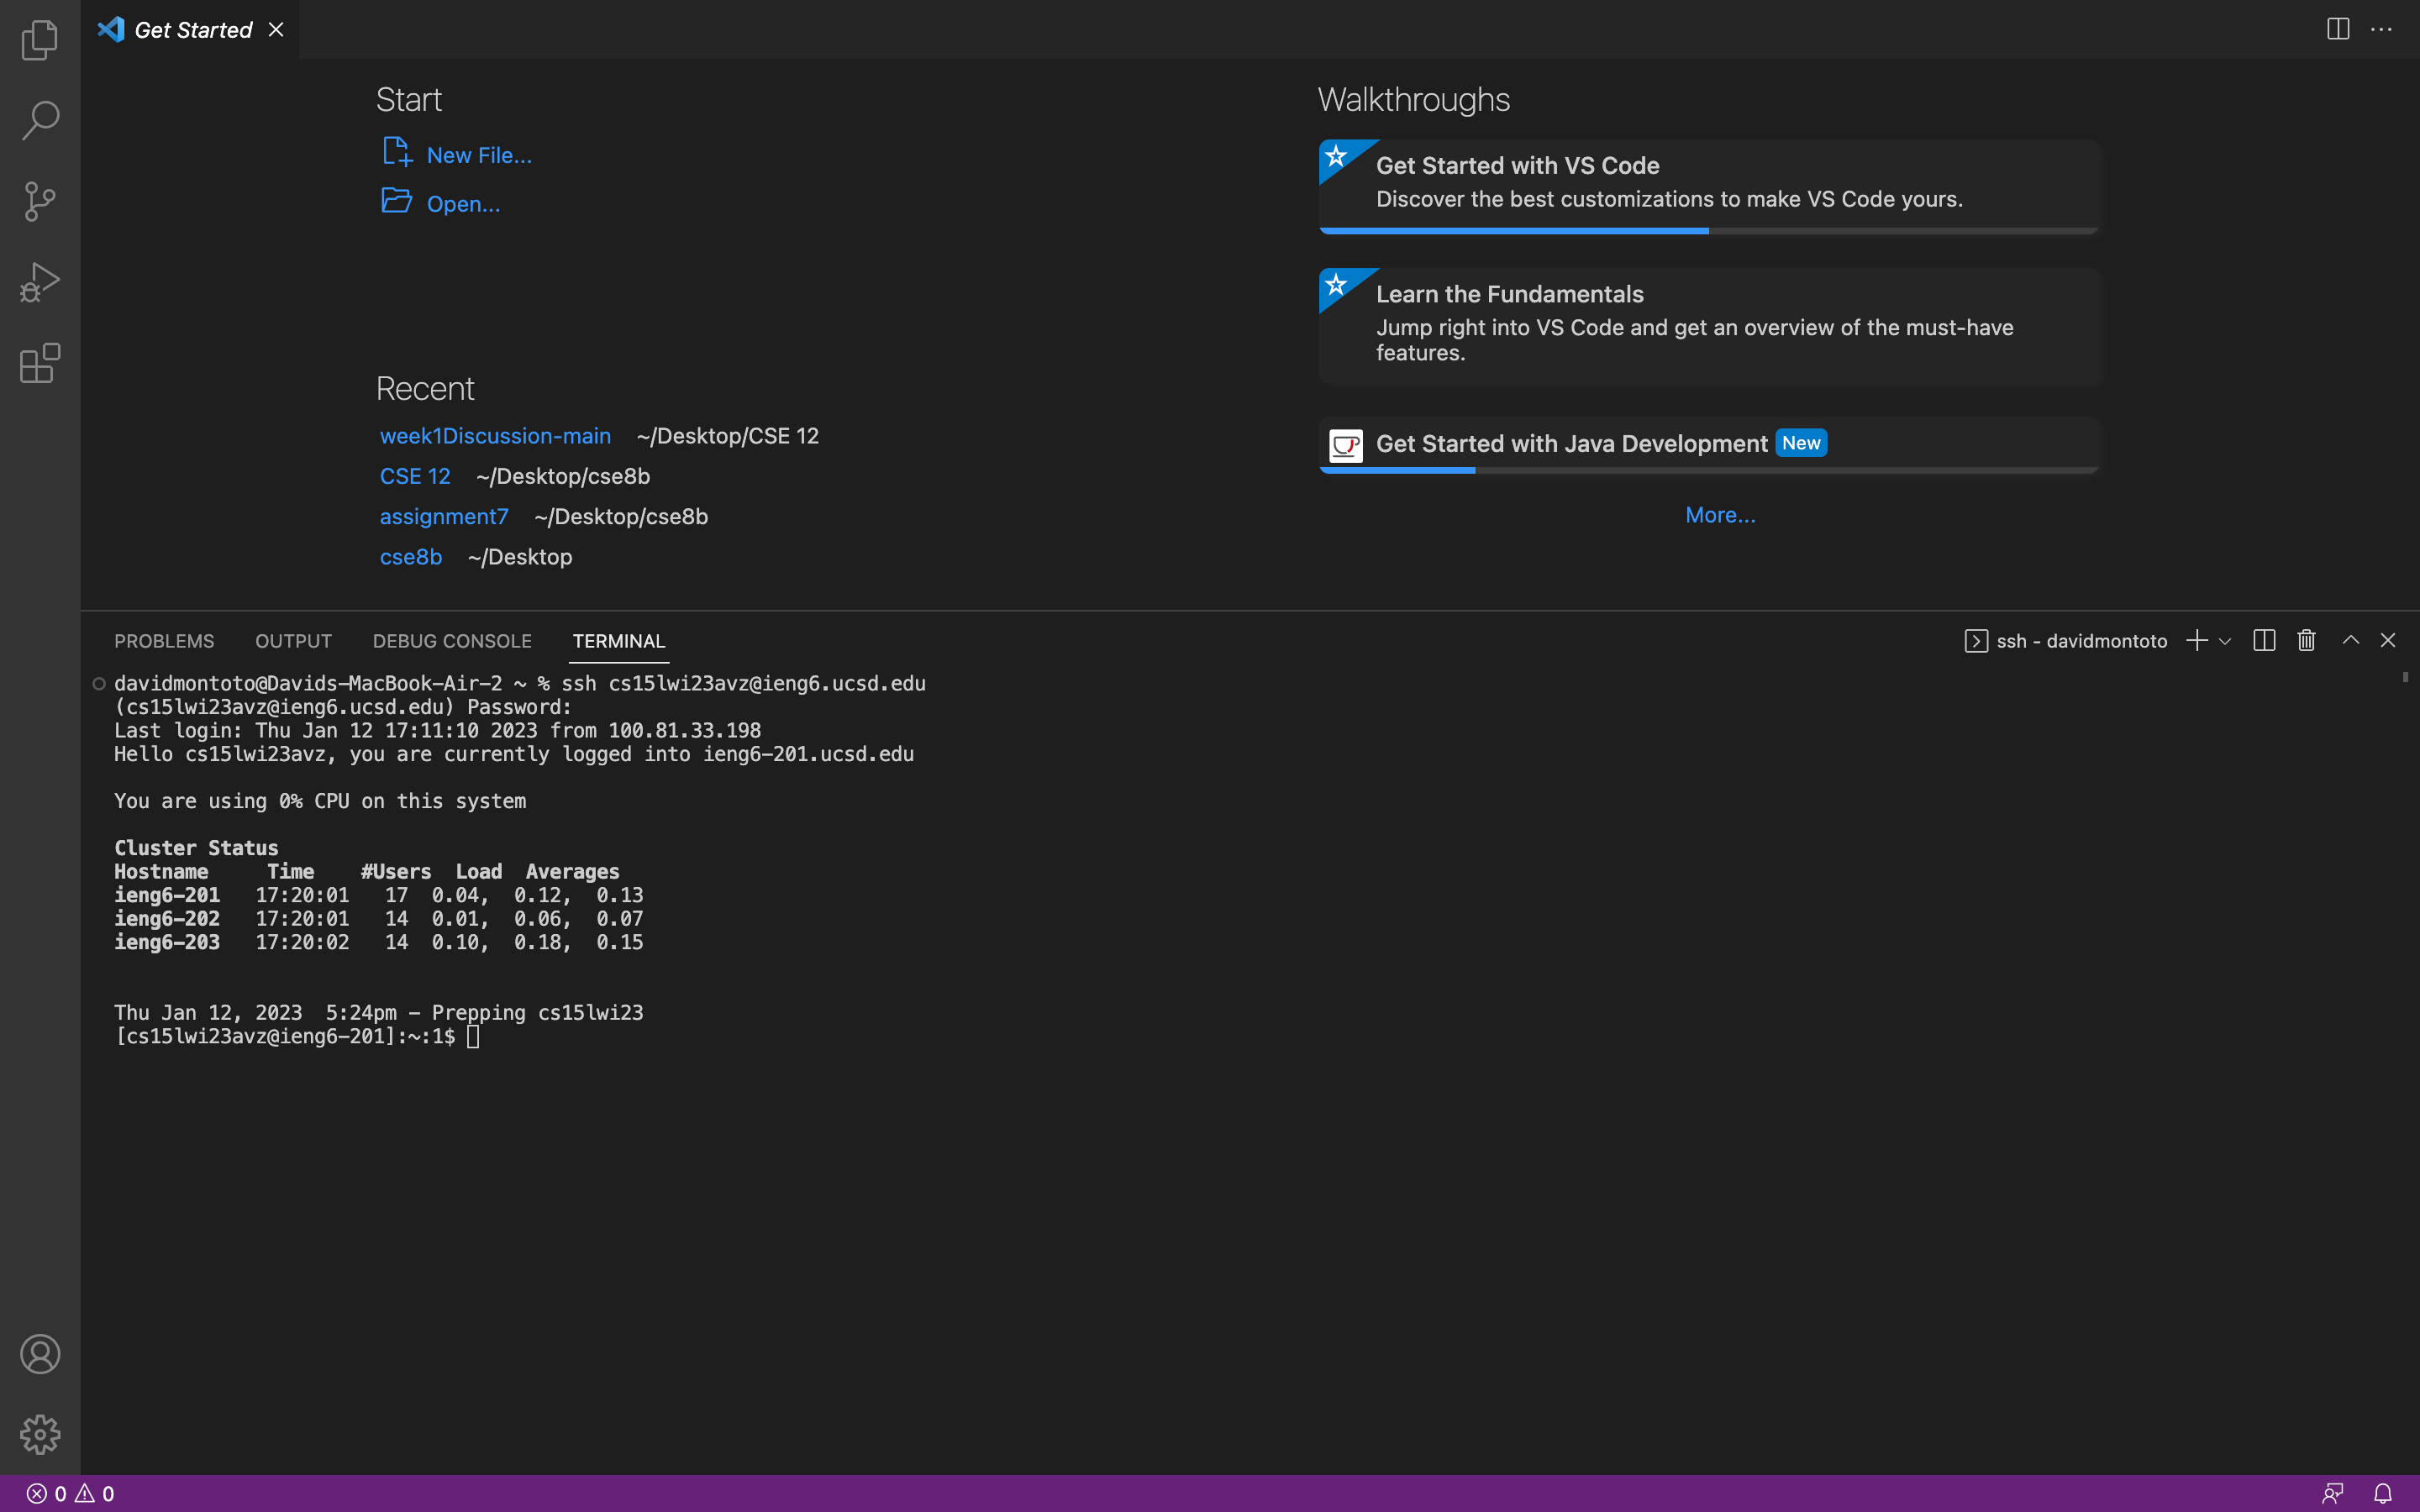 Get Started
Start
New File...
Open...
Recent
week1Discussion-main ~/Desktop/CSE 12
CSE 12 ~/Desktop/cse8b
assignment7 ~/Desktop/cse8b
cse8b ~/Desktop
Walkthroughs
Get Started with VS Code
Discover the best customizations to make VS Code yours.
Learn the Fundamentals
Jump right into VS Code and get an overview of the must-have
features.
Get Started with Java Development New
More...
PROBLEMS OUTPUT DEBUG CONSOLE TERMINAL
ssh - davidmontoto
davidmontoto@Davids-MacBook-Air-2 ~ % ssh cs15lwi23avz@ieng6.ucsd.edu
(cs15lwi23avz@ieng6.ucsd.edu) Password:
Last login: Thu Jan 12 17:11:10 2023 from 100.81.33.198
Hello cs15lwi23avz, you are currently logged into ieng6-201.ucsd.edu
You are using 0% CPU on this system
Cluster Status
Hostname Time #Users Load Averages
ieng6-201 17:20:01 17 0.04, 0.12, 0.13
ieng6-202 17:20:01 14 0.01, 0.06, 0.07
ieng6-203 17:20:02 14 0.10, 0.18, 0.15
Thu Jan 12, 2023 5:24pm - Prepping cs15lwi23
[cs15lwi23avz@ieng6-201]:~:1$
0 0